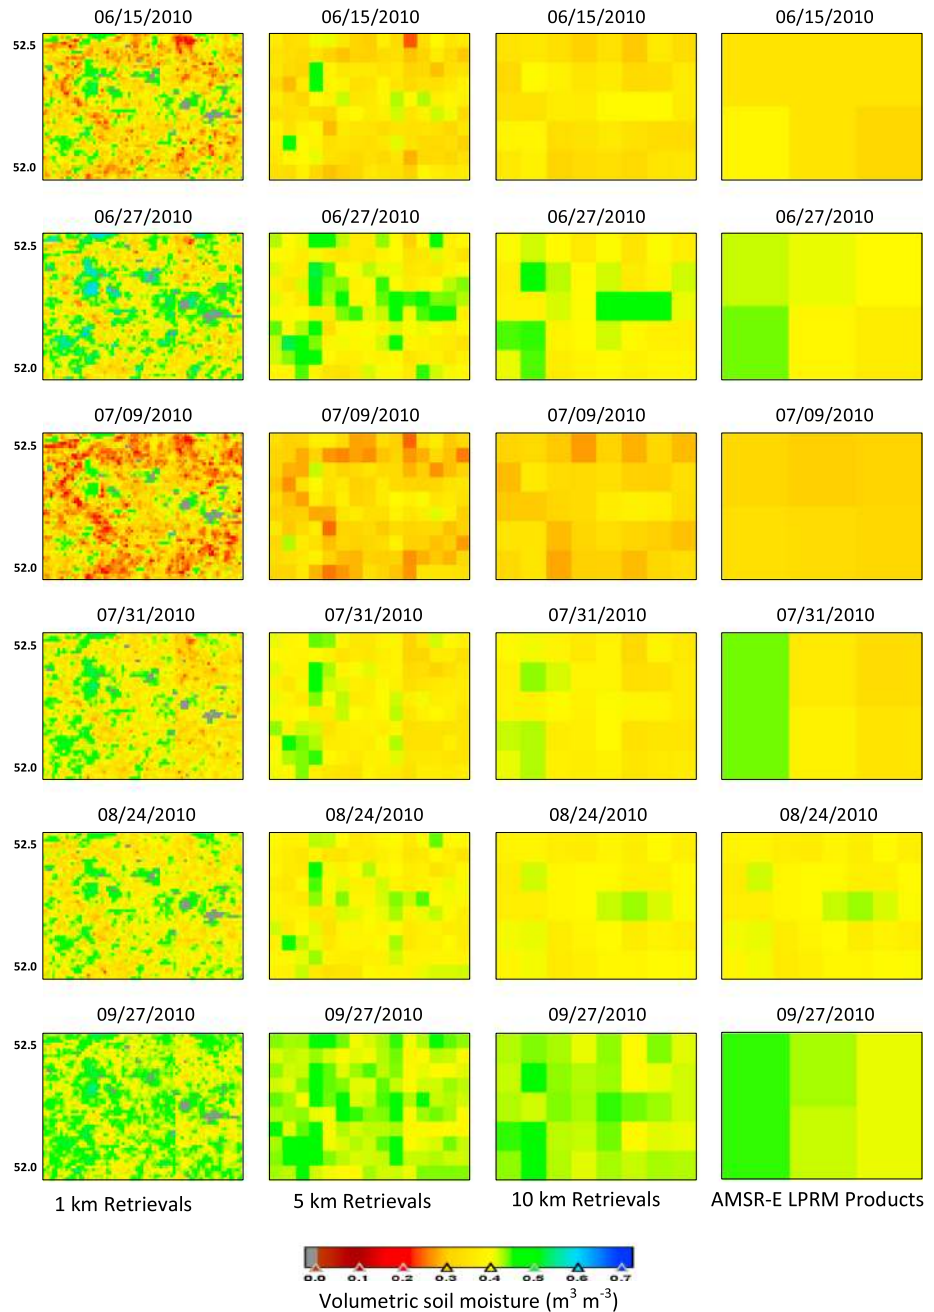 06/15/2010 06/15/2010 06/15/2010 06/15/2010
52.5
52.0
06/27/2010 06/27/2010 06/27/2010 06/27/2010
52.5
52.0
07/09/2010 07/09/2010 07/09/2010 07/09/2010
52.5
52.0
07/31/2010 07/31/2010 07/31/2010 07/31/2010
52.5
52.0
08/24/2010 08/24/2010 08/24/2010 08/24/2010
52.5
52.0
09/27/2010 09/27/2010 09/27/2010 09/27/2010
52.5
52.0
1 km Retrievals 5 km Retrievals 10 km Retrievals AMSR-E LPRM Products
0.0 0.1 0.2 0.3 0.4 0.5 0.6 0.7
Volumetric soil moisture (m³ m⁻³)